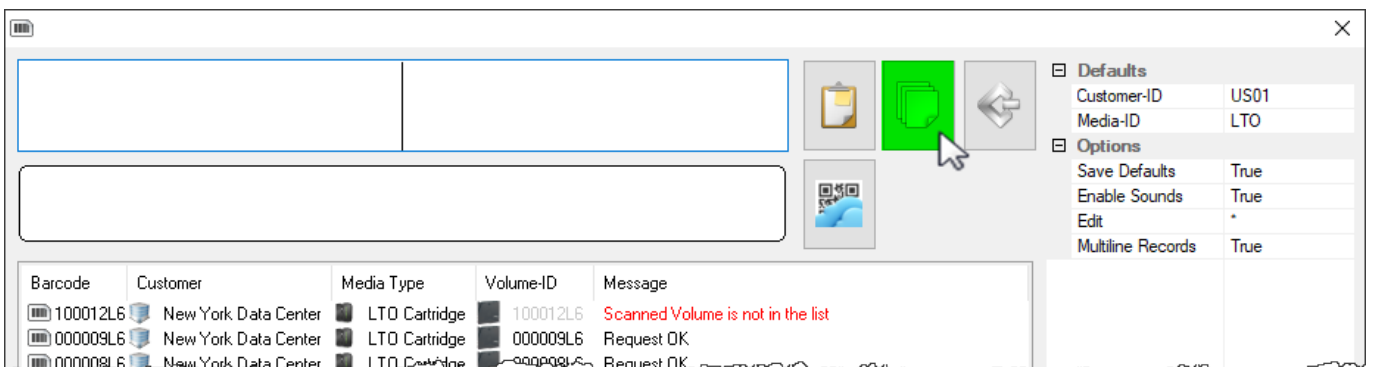 Defaults
Customer-ID US01
Media-ID LTO
Options
Save Defaults True
Enable Sounds True
Edit *
Multiline Records True
Barcode Customer Media Type Volume-ID Message
100012L6 New York Data Center LTO Cartridge 100012L6 Scanned Volume is not in the list
000009L6 New York Data Center LTO Cartridge 000009L6 Request OK
000008L6 New York Data Center LTO Cartridge 000008L6 Request OK